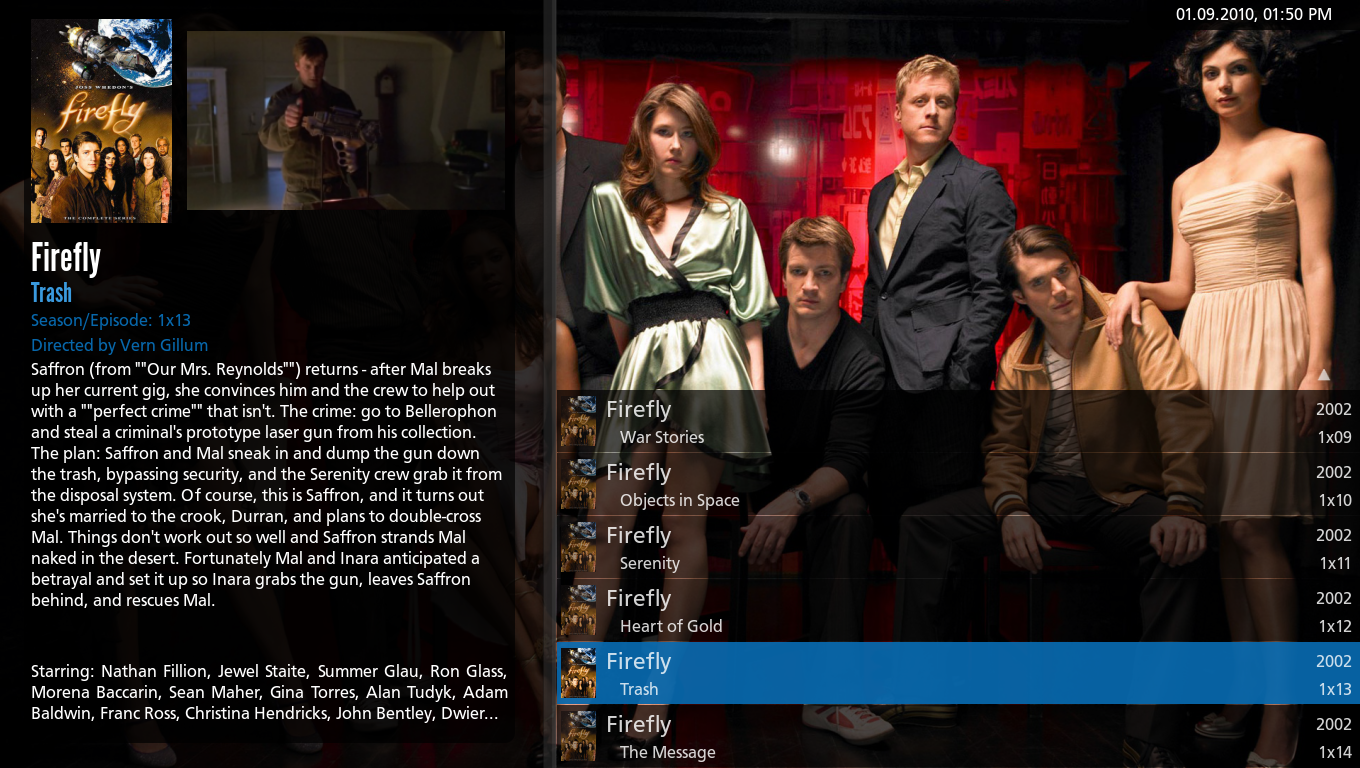 01.09.2010, 01:50 PM
JOSS WHEDON'S
firefly
THE COMPLETE SERIES
Firefly
Trash
Season/Episode: 1x13
Directed by Vern Gillum
Saffron (from ""Our Mrs. Reynolds"") returns - after Mal breaks
up her current gig, she convinces him and the crew to help out
with a ""perfect crime"" that isn't. The crime: go to Bellerophon
and steal a criminal's prototype laser gun from his collection.
The plan: Saffron and Mal sneak in and dump the gun down
the trash, bypassing security, and the Serenity crew grab it from
the disposal system. Of course, this is Saffron, and it turns out
she's married to the crook, Durran, and plans to double-cross
Mal. Things don't work out so well and Saffron strands Mal
naked in the desert. Fortunately Mal and Inara anticipated a
betrayal and set it up so Inara grabs the gun, leaves Saffron
behind, and rescues Mal.
Starring: Nathan Fillion, Jewel Staite, Summer Glau, Ron Glass,
Morena Baccarin, Sean Maher, Gina Torres, Alan Tudyk, Adam
Baldwin, Franc Ross, Christina Hendricks, John Bentley, Dwier...
Firefly 2002
War Stories 1x09
Firefly 2002
Objects in Space 1x10
Firefly 2002
Serenity 1x11
Firefly 2002
Heart of Gold 1x12
Firefly 2002
Trash 1x13
Firefly 2002
The Message 1x14